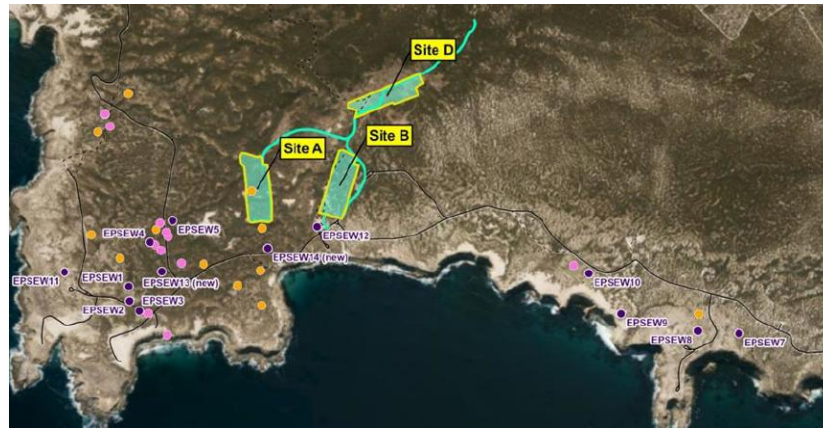 Site D
Site A
Site B
EPSEW5
EPSEW4
EPSEW12
EPSEW14 (new)
EPSEW11
EPSEW1
EPSEW13 (new)
EPSEW10
EPSEW3
EPSEW2
EPSEW9
EPSEW8
EPSEW7